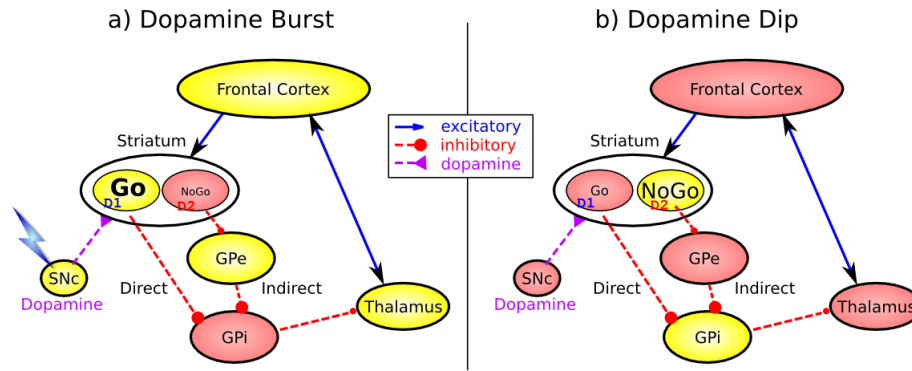 a) Dopamine Burst
b) Dopamine Dip
Frontal Cortex
Striatum
Go
D1
NoGo
D2
GPe
SNc
Dopamine
Direct
Indirect
GPi
Thalamus
excitatory
inhibitory
dopamine
Frontal Cortex
Striatum
Go
D1
NoGo
D2
GPe
SNc
Dopamine
Direct
Indirect
GPi
Thalamus